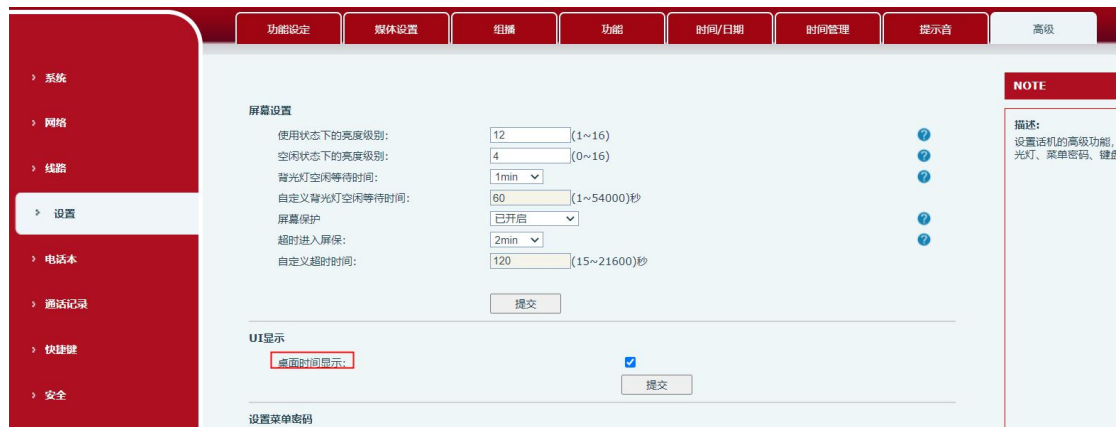 功能设定 媒体设置 组播 功能 时间/日期 时间管理 提示音 高级
› 系统
› 网络
› 线路
› 设置
› 电话本
› 通话记录
› 快捷键
› 安全
屏幕设置
使用状态下的亮度级别: 12 (1~16)
空闲状态下的亮度级别: 4 (0~16)
背光灯空闲等待时间: 1min
自定义背光灯空闲等待时间: 60 (1~54000)秒
屏幕保护 已开启
超时进入屏保: 2min
自定义超时时间: 120 (15~21600)秒
提交
UI显示
桌面时间显示:
提交
设置菜单密码
NOTE
描述:
设置话机的高级功能,
光灯、菜单密码、键盘